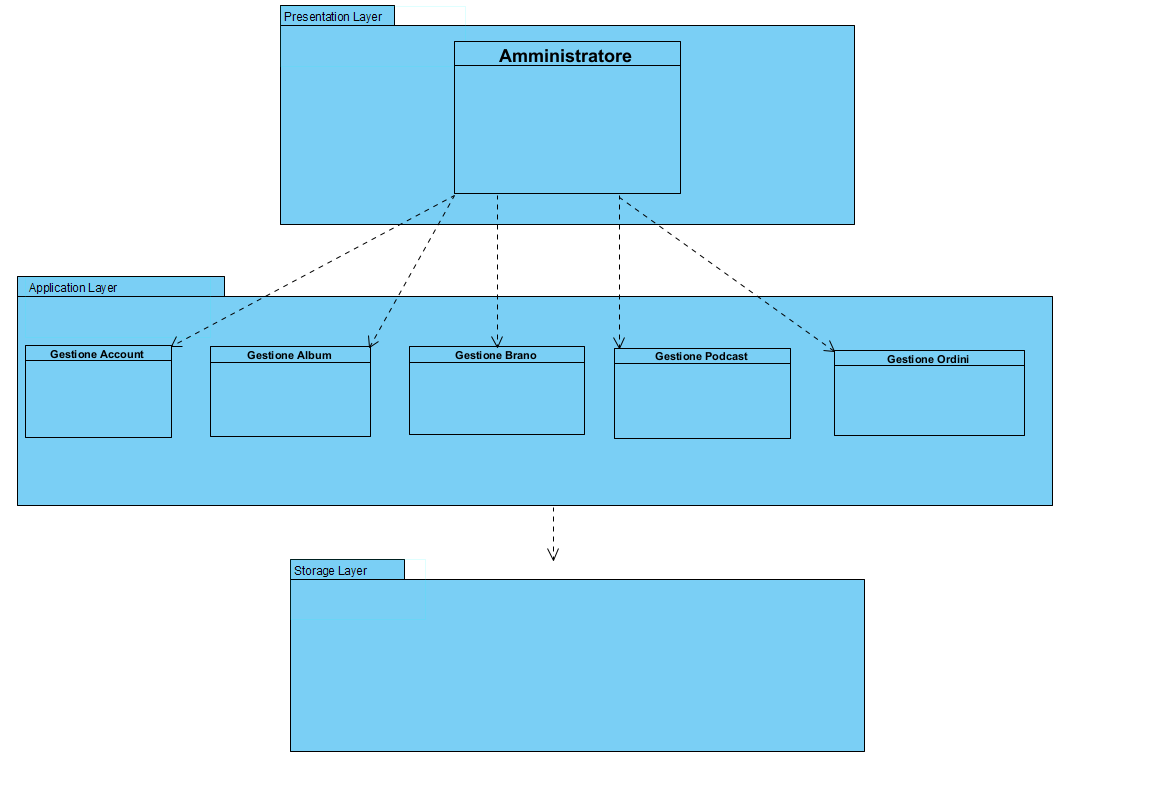 Presentation Layer
Amministratore
Application Layer
Gestione Account
Gestione Album
Gestione Brano
Gestione Podcast
Gestione Ordini
Storage Layer